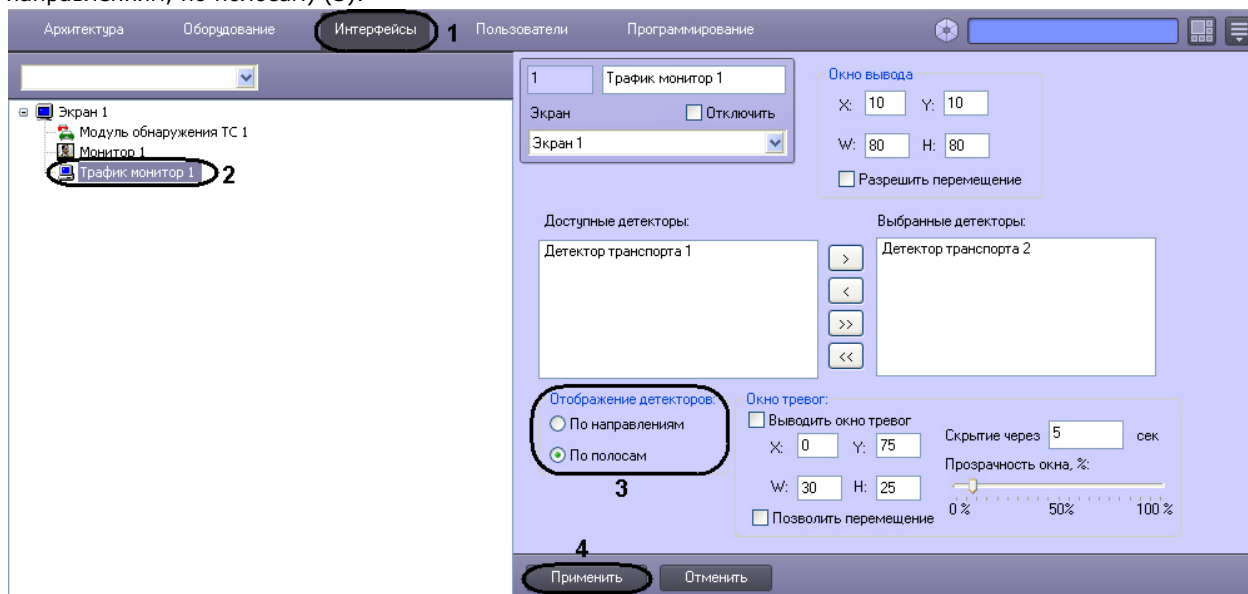 направлениям, по полосам) (3).
Архитектура Оборудование Интерфейсы 1 Пользователи Программирование
1 Трафик монитор 1
Экран Отключить
Экран 1
Окно вывода
X: 10 Y: 10
W: 80 H: 80
Разрешить перемещение
Экран 1
Модуль обнаружения ТС 1
Монитор 1
Трафик монитор 1 2
Доступные детекторы: Выбранные детекторы:
Детектор транспорта 1 Детектор транспорта 2
>
<
>>
<<
Отображение детекторов:
По направлениям
По полосам
3
Окно тревог:
Выводить окно тревог
X: 0 Y: 75
W: 30 H: 25
Позволить перемещение
Скрытие через 5 сек
Прозрачность окна, %:
0 % 50% 100 %
4
Применить Отменить